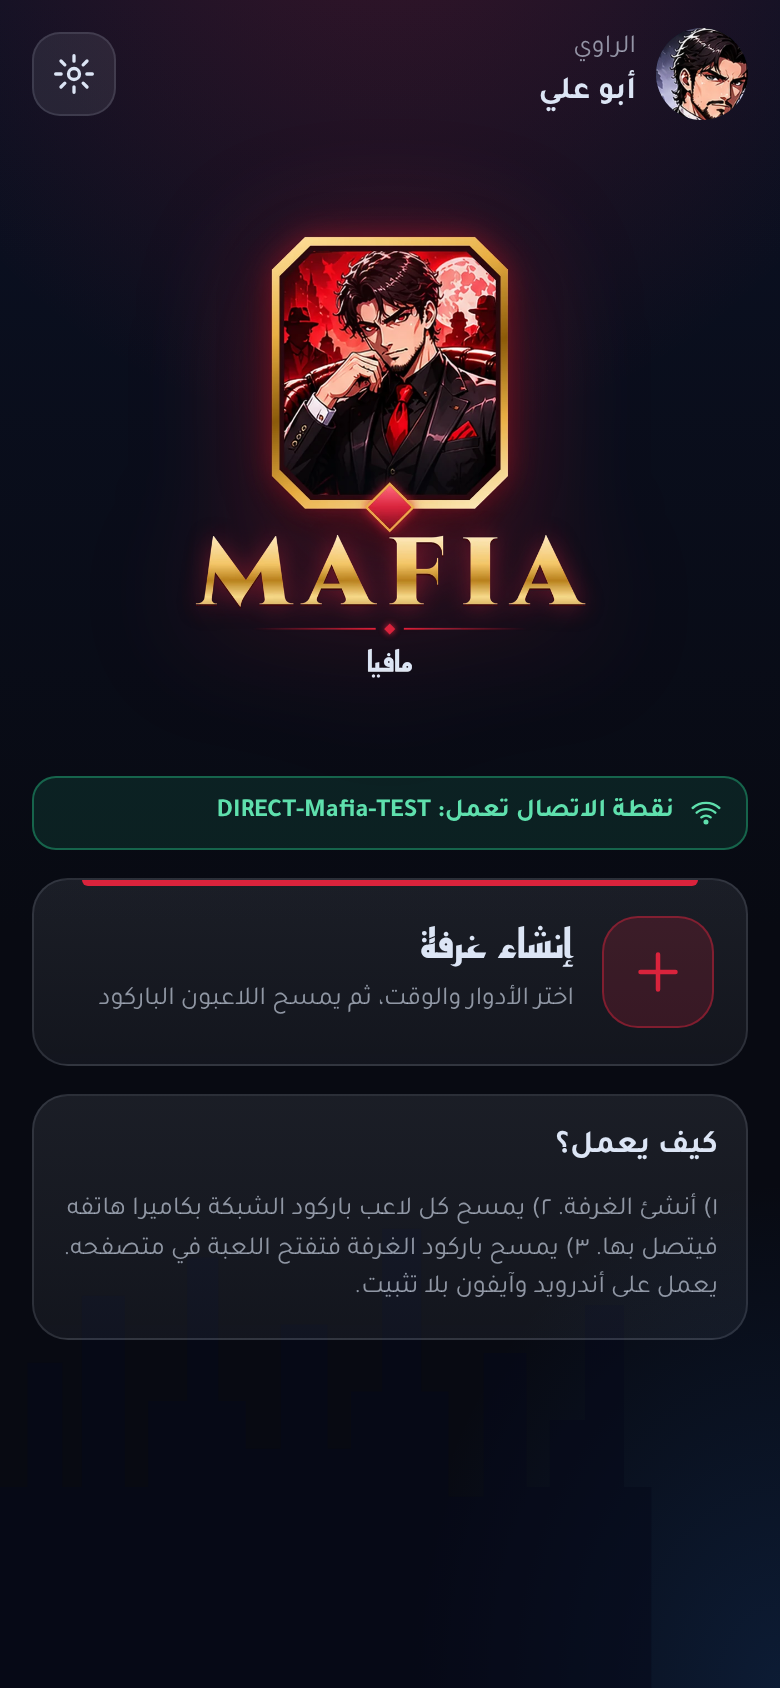 الراوي
أبو علي
MAFIA
مافيا
نقطة الاتصال تعمل: DIRECT-Mafia-TEST
إنشاء غرفة
اختر الأدوار والوقت، ثم يمسح اللاعبون الباركود
كيف يعمل؟
١) أنشئ الغرفة. ٢) يمسح كل لاعب باركود الشبكة بكاميرا هاتفه
فيتصل بها. ٣) يمسح باركود الغرفة فتفتح اللعبة في متصفحه.
يعمل على أندرويد وآيفون بلا تثبيت.